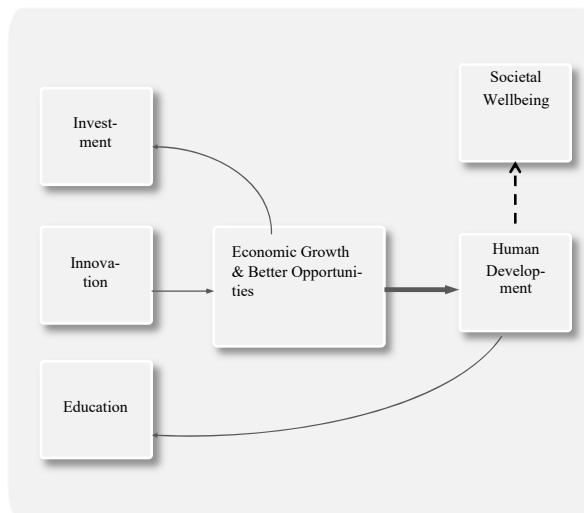 Societal
Wellbeing
Invest-
ment
Innova-
tion
Economic Growth
& Better Opportuni-
ties
Human
Develop-
ment
Education